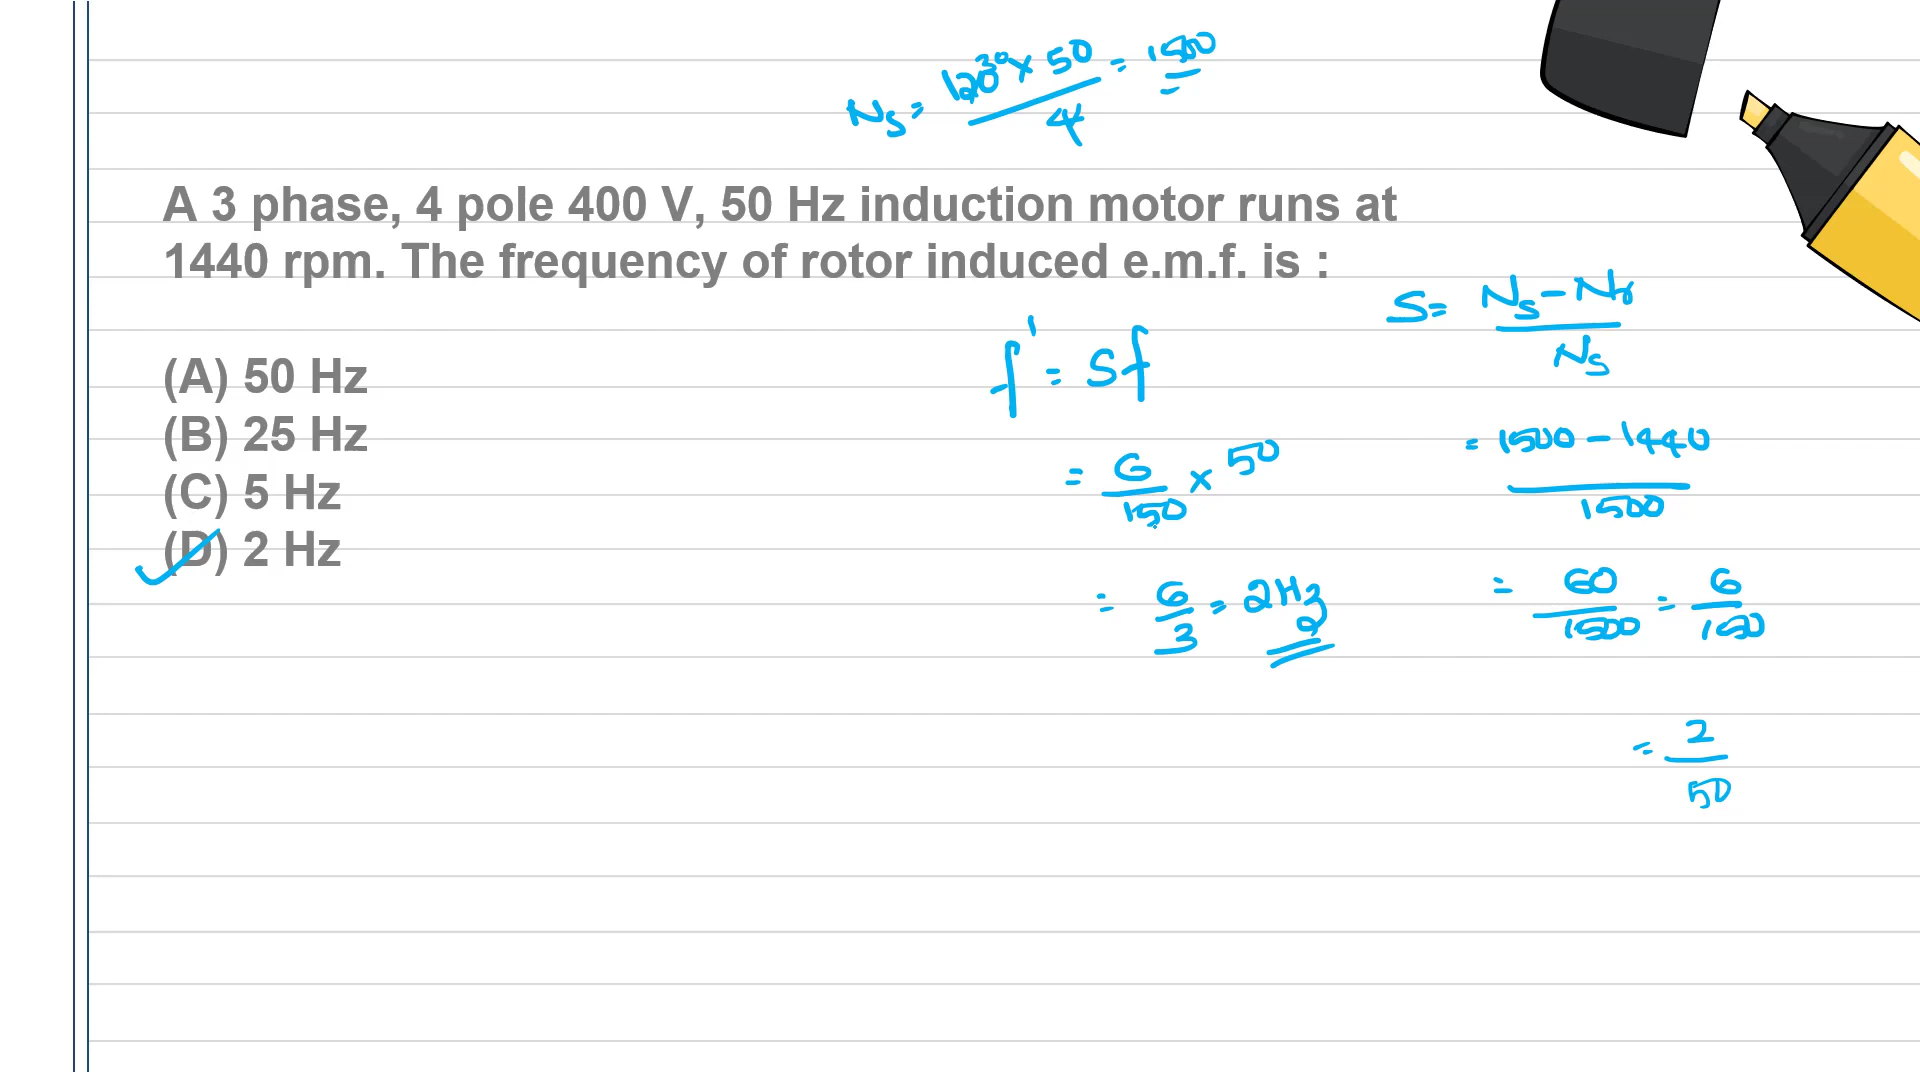 Ns = 120 30 × 50 / 4 = 1500
A 3 phase, 4 pole 400 V, 50 Hz induction motor runs at
1440 rpm. The frequency of rotor induced e.m.f. is :
S = Ns - Nr / Ns
f' = sf
(A) 50 Hz
(B) 25 Hz
(C) 5 Hz
(D) 2 Hz
= 6 / 150 × 50
= 6 / 3 = 2Hz
= 1500 - 1440 / 1500
= 60 / 1500 = 6 / 150
= 2 / 50